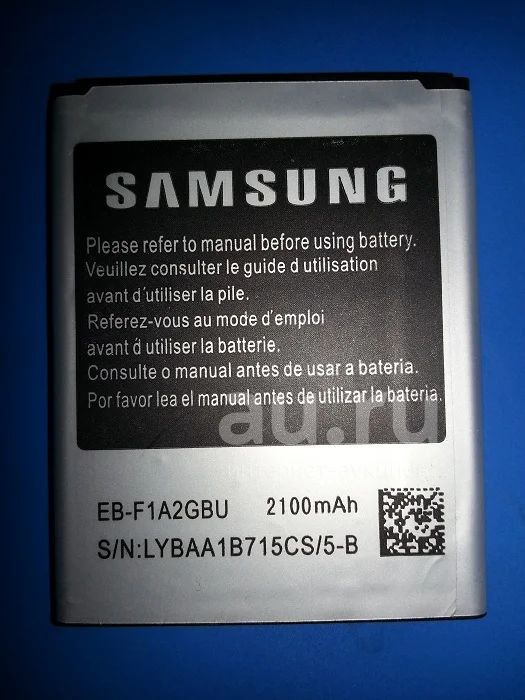 SAMSUNG
Please refer to manual before using battery.
Veuillez consulter le guide d utilisation
avant d'utiliser la pile.
Referez-vous au mode d'emploi
avant d utiliser la batterie.
Consulte o manual antes de usar a bateria.
Por favor lea el manual antes de utilizar la bateria.
au.ru
интернет-аукцион
EB-F1A2GBU 2100mAh
S/N:LYBAA1B715CS/5-B